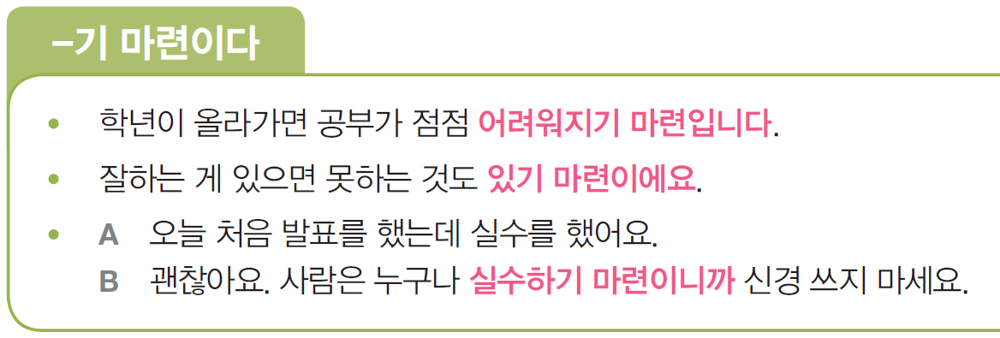 –기 마련이다
• 학년이 올라가면 공부가 점점 어려워지기 마련입니다.
• 잘하는 게 있으면 못하는 것도 있기 마련이에요.
• A 오늘 처음 발표를 했는데 실수를 했어요.
B 괜찮아요. 사람은 누구나 실수하기 마련이니까 신경 쓰지 마세요.